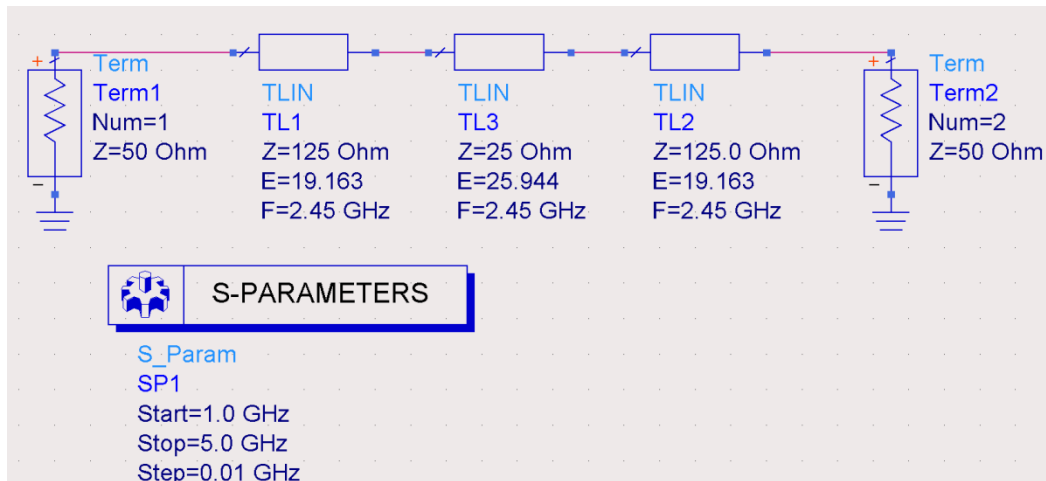 +
Term
Term1
Num=1
Z=50 Ohm
-
TLIN
TL1
Z=125 Ohm
E=19.163
F=2.45 GHz
TLIN
TL3
Z=25 Ohm
E=25.944
F=2.45 GHz
TLIN
TL2
Z=125.0 Ohm
E=19.163
F=2.45 GHz
+
Term
Term2
Num=2
Z=50 Ohm
-
S-PARAMETERS
S_Param
SP1
Start=1.0 GHz
Stop=5.0 GHz
Step=0.01 GHz